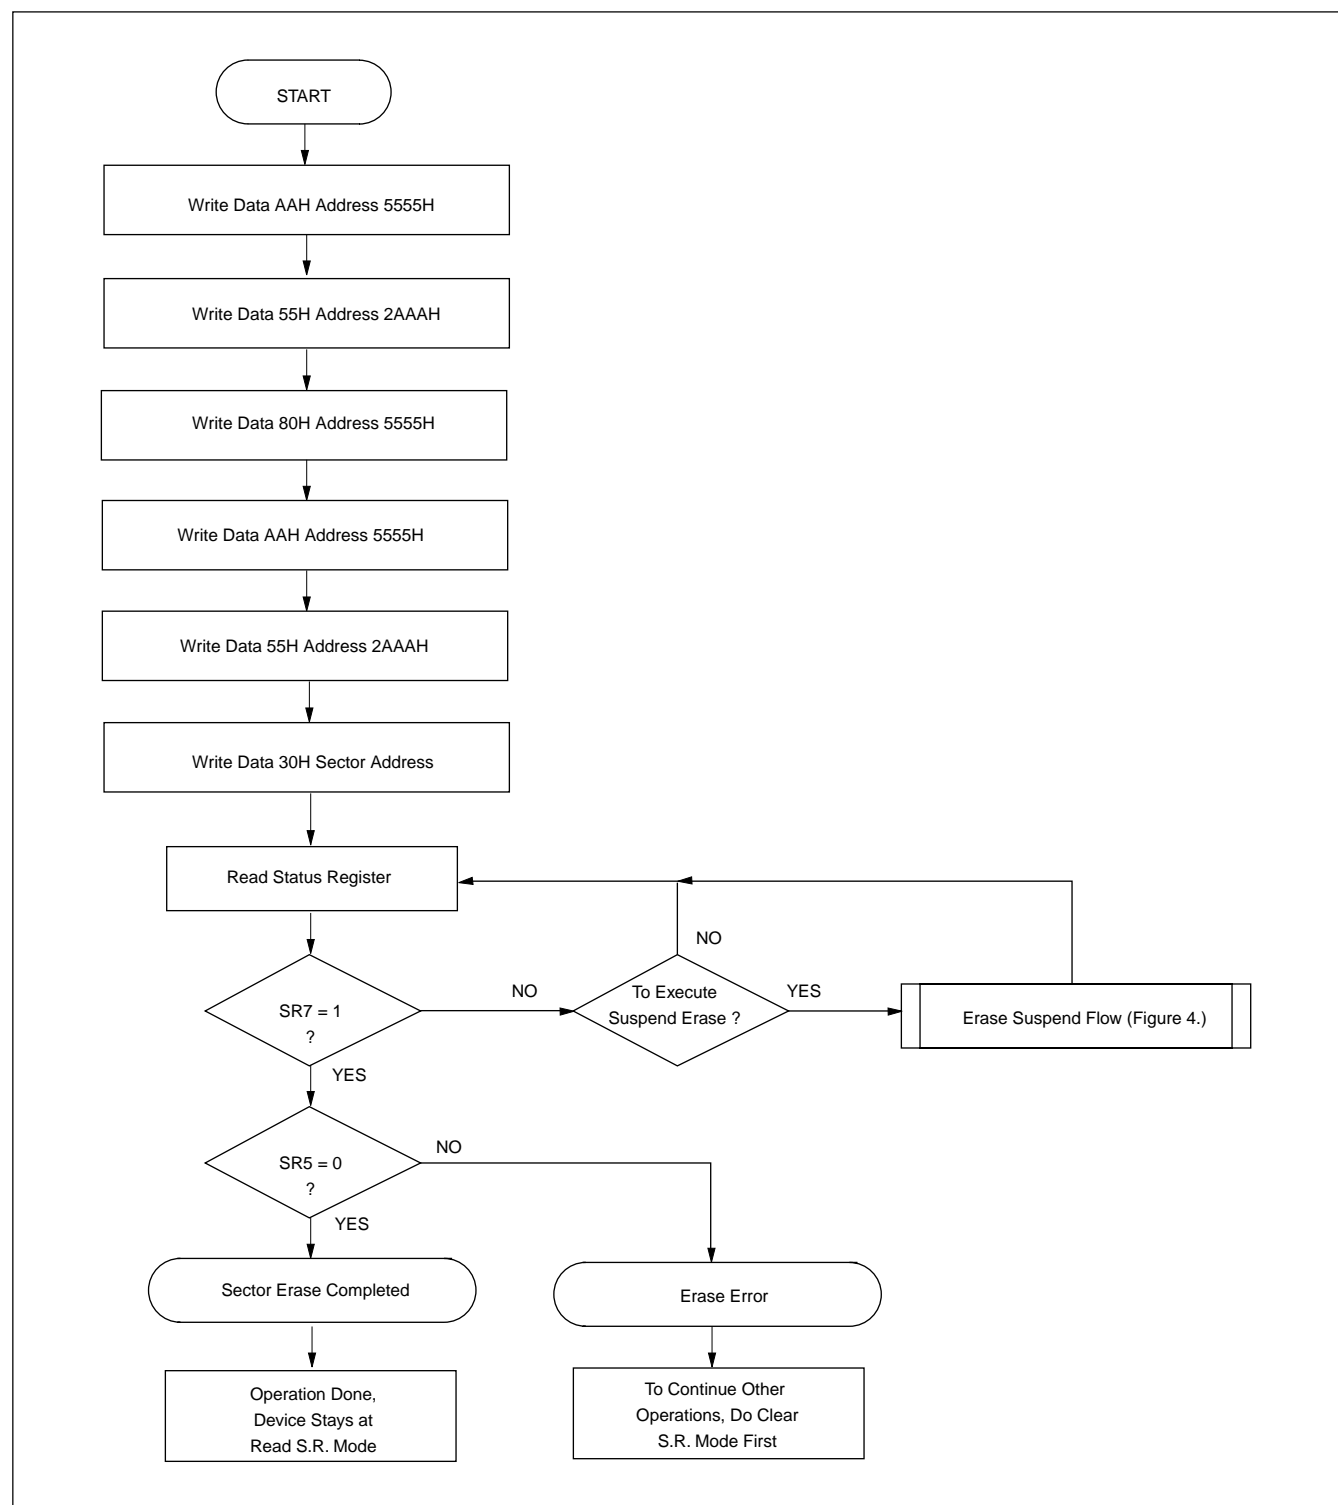 START
Write Data AAH Address 5555H
Write Data 55H Address 2AAAH
Write Data 80H Address 5555H
Write Data AAH Address 5555H
Write Data 55H Address 2AAAH
Write Data 30H Sector Address
Read Status Register
NO
SR7 = 1
?
NO
To Execute
Suspend Erase ?
YES
Erase Suspend Flow (Figure 4.)
YES
SR5 = 0
?
NO
YES
Sector Erase Completed
Erase Error
Operation Done,
Device Stays at
Read S.R. Mode
To Continue Other
Operations, Do Clear
S.R. Mode First